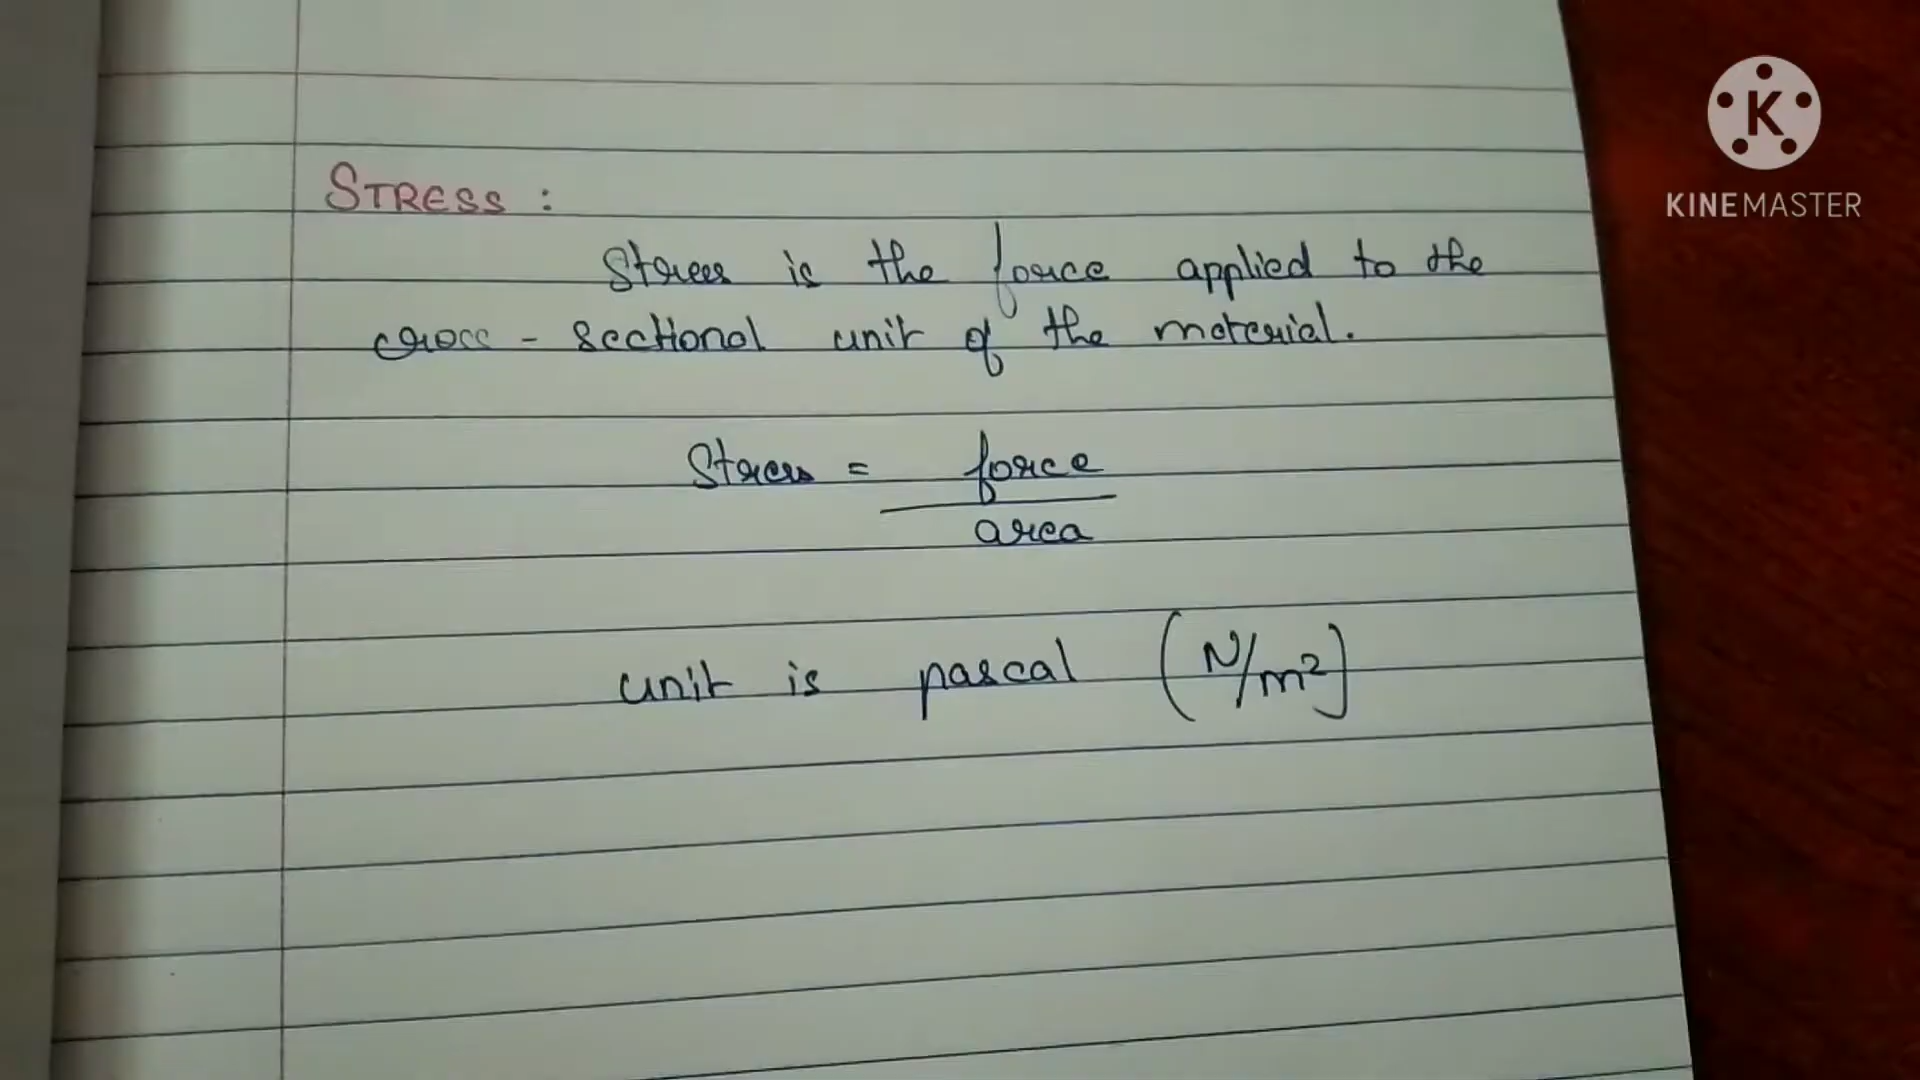 STRESS :
Stress is the force applied to the
cross - sectional unit of the material.
Stress = force
area
unit is pascal (N/m²)
K
KINEMASTER